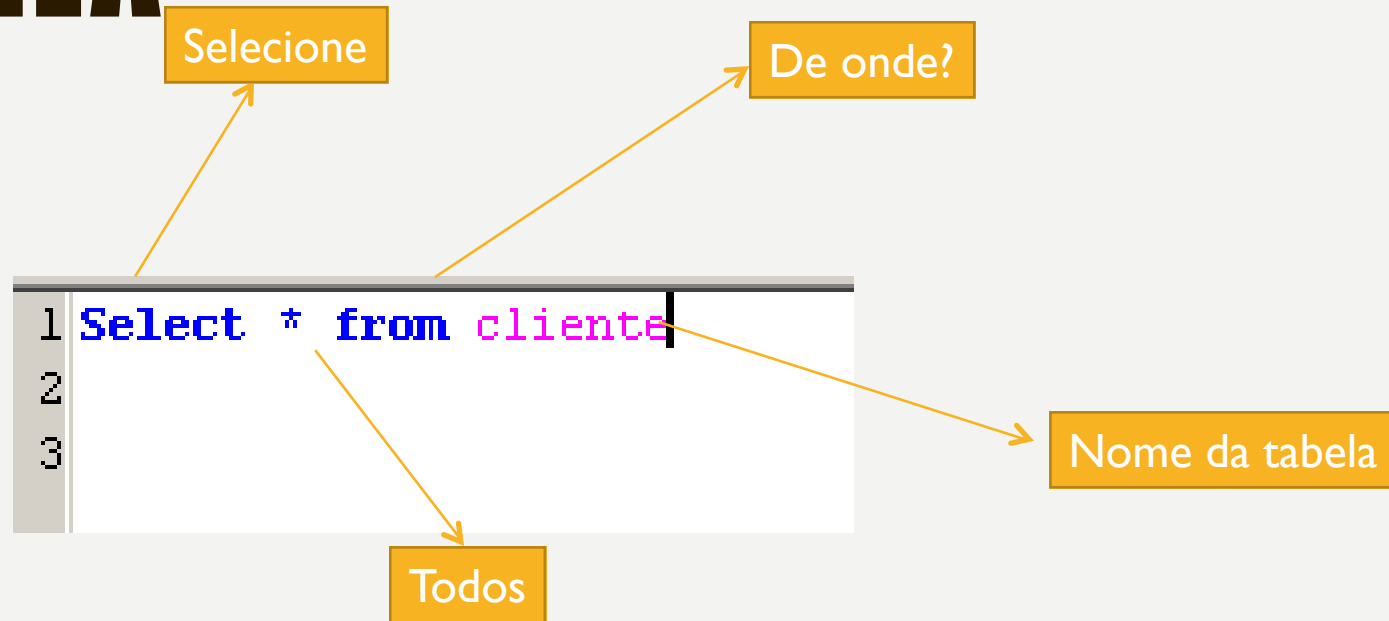 Selecione
De onde?
1 Select * from cliente
2
3
Nome da tabela
Todos